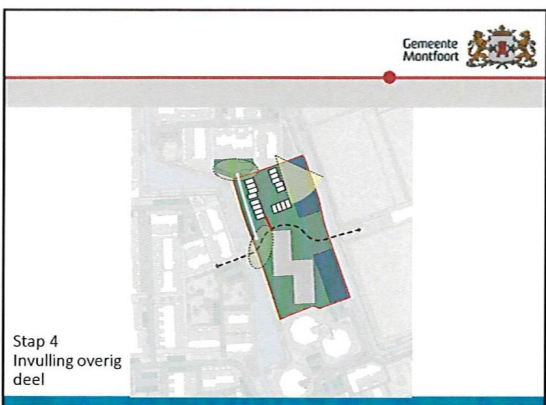 Gemeente
Montfoort
Stap 4
Invulling overig
deel